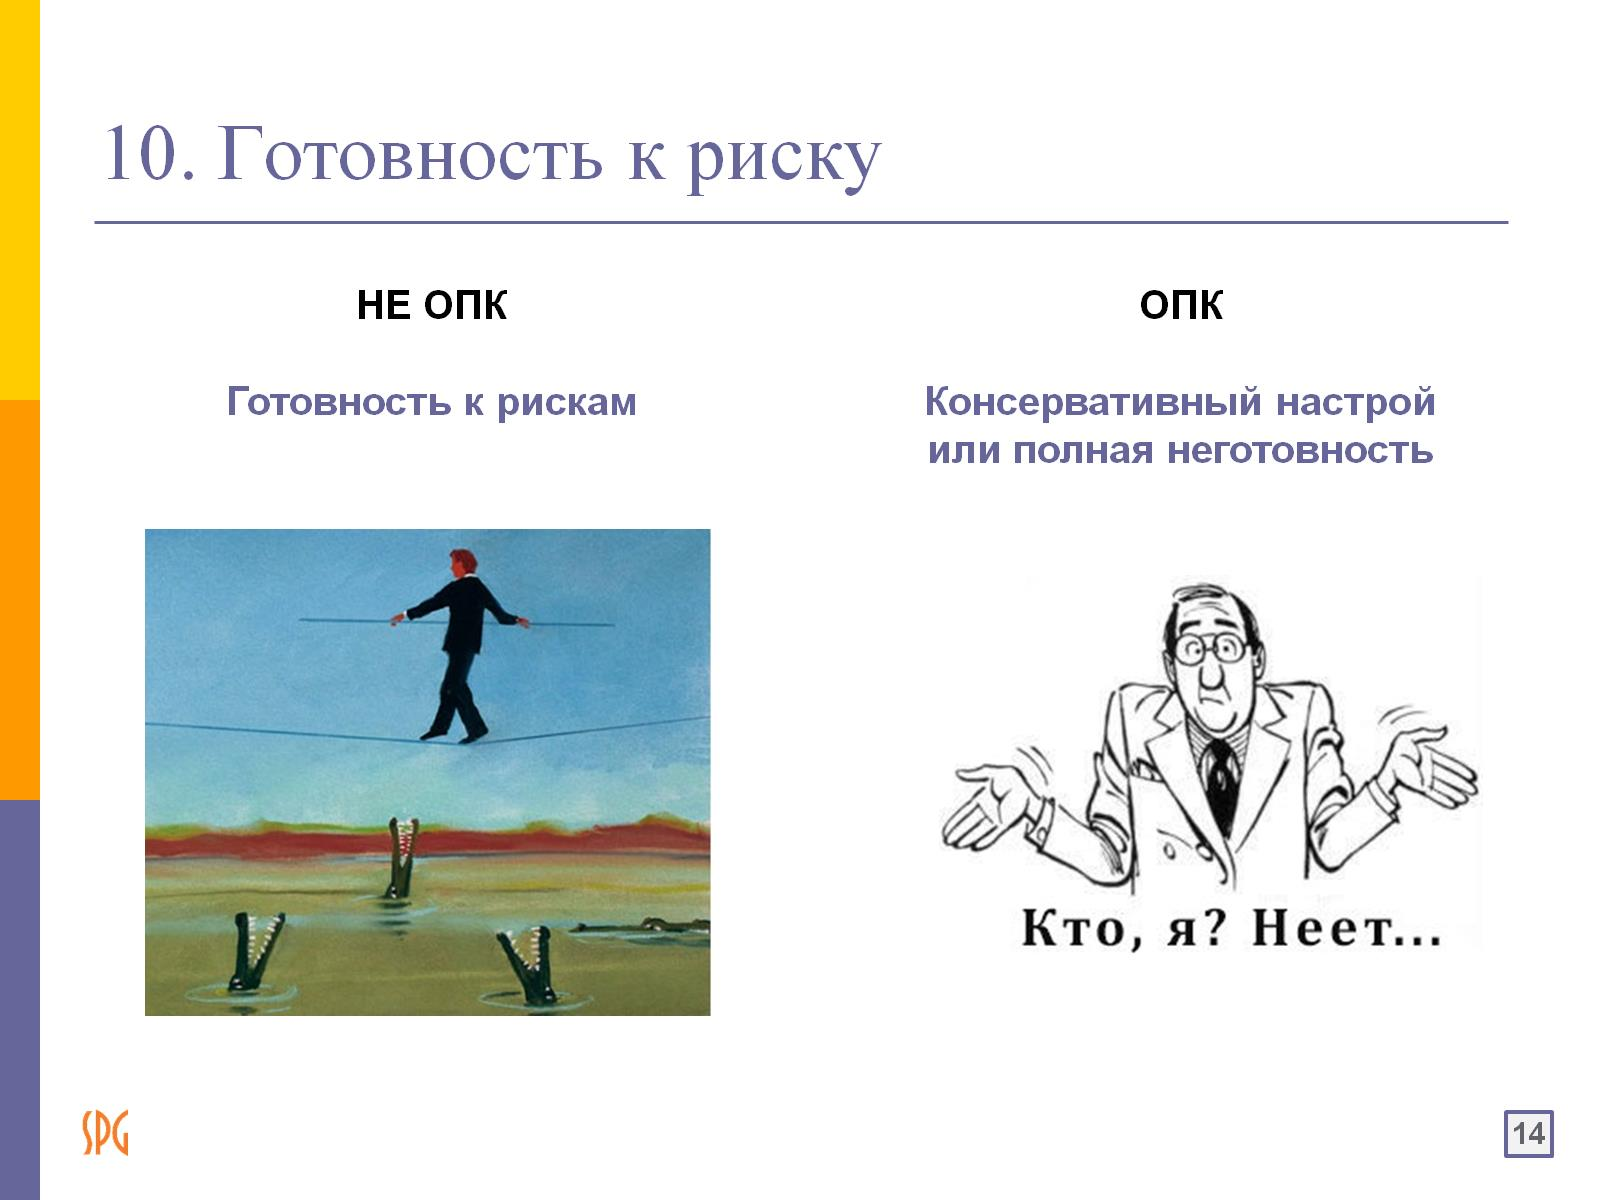 10. Готовность к риску
НЕ ОПК
Готовность к рискам
ОПК
Консервативный настрой
или полная неготовность
Кто, я? Неет...
SPG
14